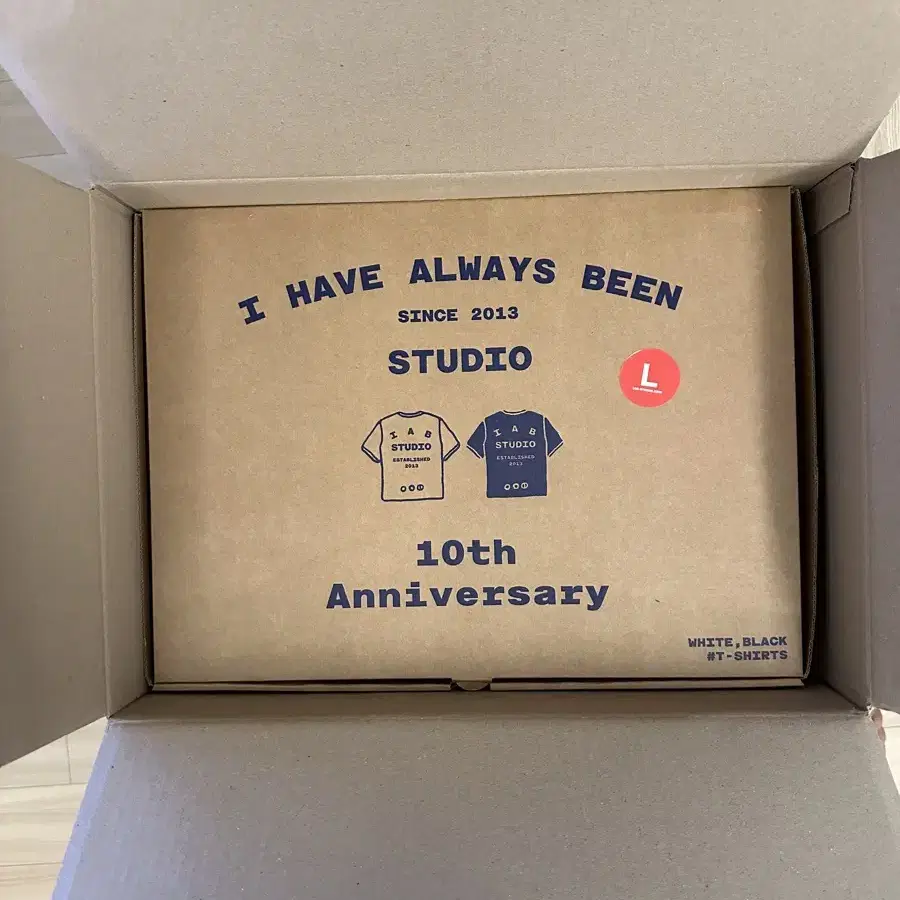 I HAVE ALWAYS BEEN
SINCE 2013
STUDIO
L
I A B
STUDIO
ESTABLISHED
2013
I A B
STUDIO
ESTABLISHED
2013
10th
Anniversary
WHITE,BLACK
#T-SHIRTS